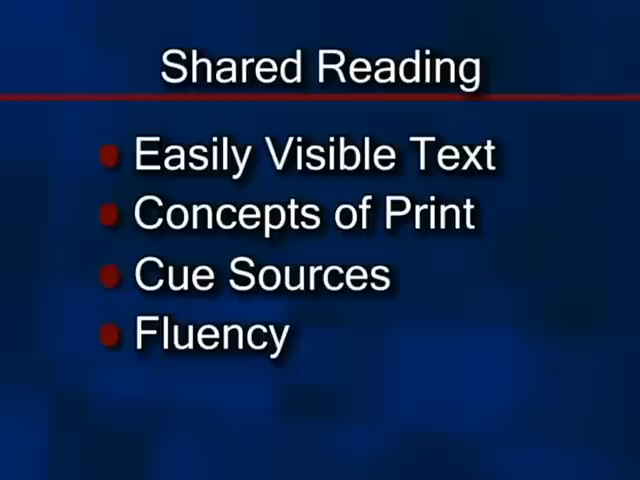 Shared Reading
Easily Visible Text
Concepts of Print
Cue Sources
Fluency